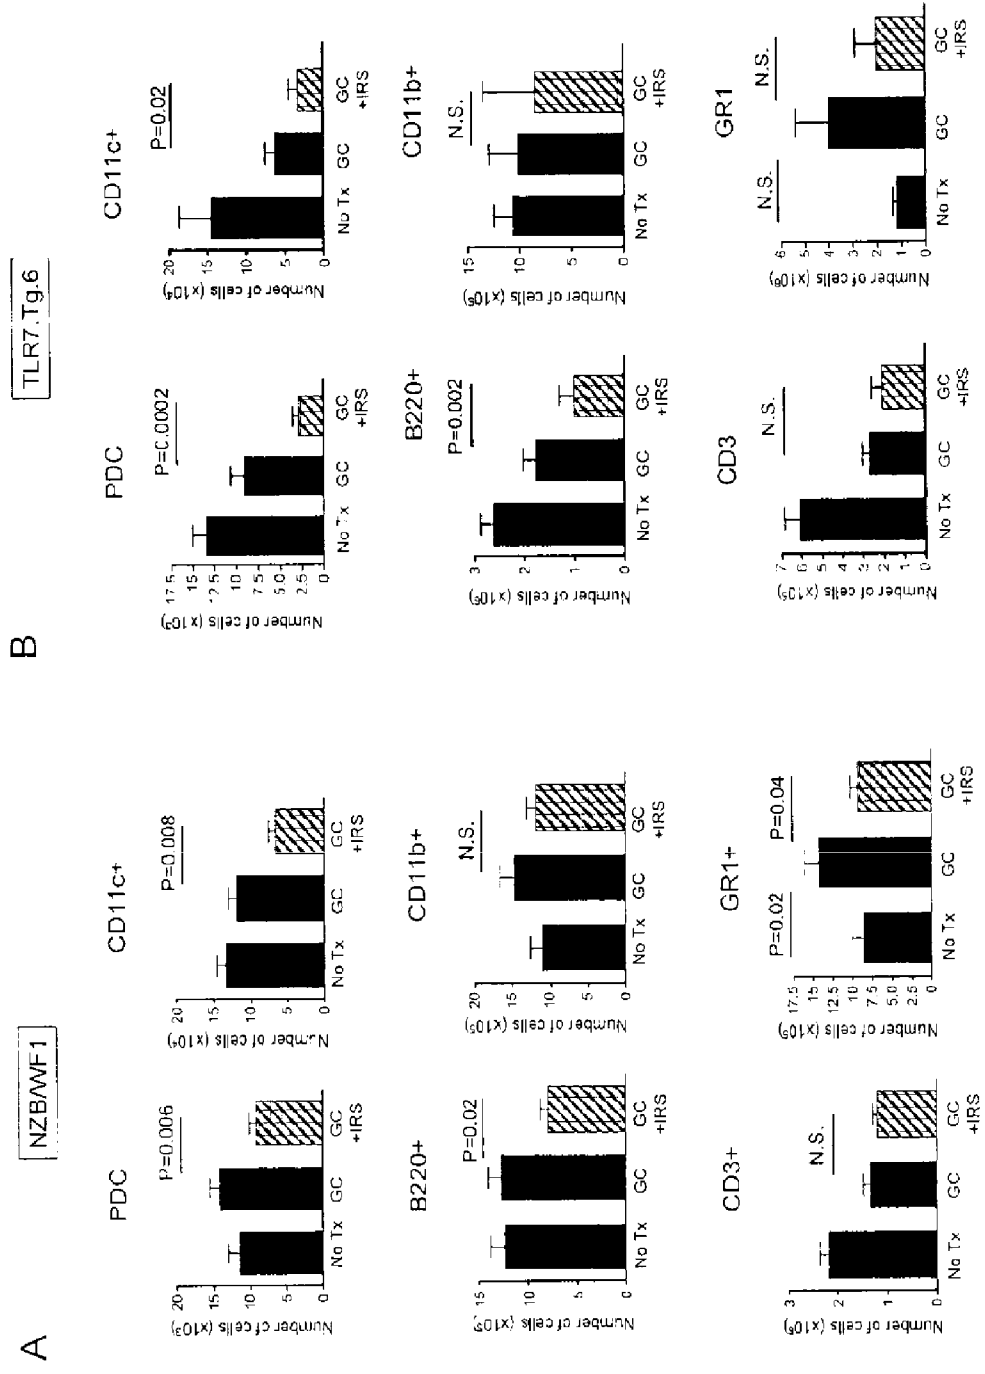 A
NZB/WF1
PDC
P=0.006
20
15
10
5
0
Number of cells (x10³)
No Tx
GC
GC
+IRS
CD11c+
P=0.008
20
15
10
5
0
Number of cells
No Tx
GC
GC
+IRS
B220+
P=0.02
15
10
5
0
Number of cells
No Tx
GC
GC
+IRS
CD11b+
N.S.
20
15
10
5
0
Number of cells
No Tx
GC
GC
+IRS
CD3+
N.S.
3
2
1
0
Number of cells
No Tx
GC
GC
+IRS
GR1+
P=0.02
P=0.04
17.5
15
12.5
10
7.5
5
2.5
0
Number of cells
No Tx
GC
GC
+IRS
B
TLR7.Tg.6
PDC
P=0.0002
17.5
15
12.5
10
7.5
5.0
2.5
0
Number of cells (x10³)
No Tx
GC
GC
+IRS
CD11c+
P=0.02
20
15
10
5
0
Number of cells (x10⁴)
No Tx
GC
GC
+IRS
B220+
P=0.002
3
2
1
0
Number of cells
No Tx
GC
GC
+IRS
CD11b+
N.S.
15
10
5
0
Number of cells
No Tx
GC
GC
+IRS
CD3
N.S.
7
6
5
4
3
2
1
0
Number of cells
No Tx
GC
GC
+IRS
GR1
N.S.
N.S.
6
5
4
3
2
1
0
Number of cells
No Tx
GC
GC
+IRS